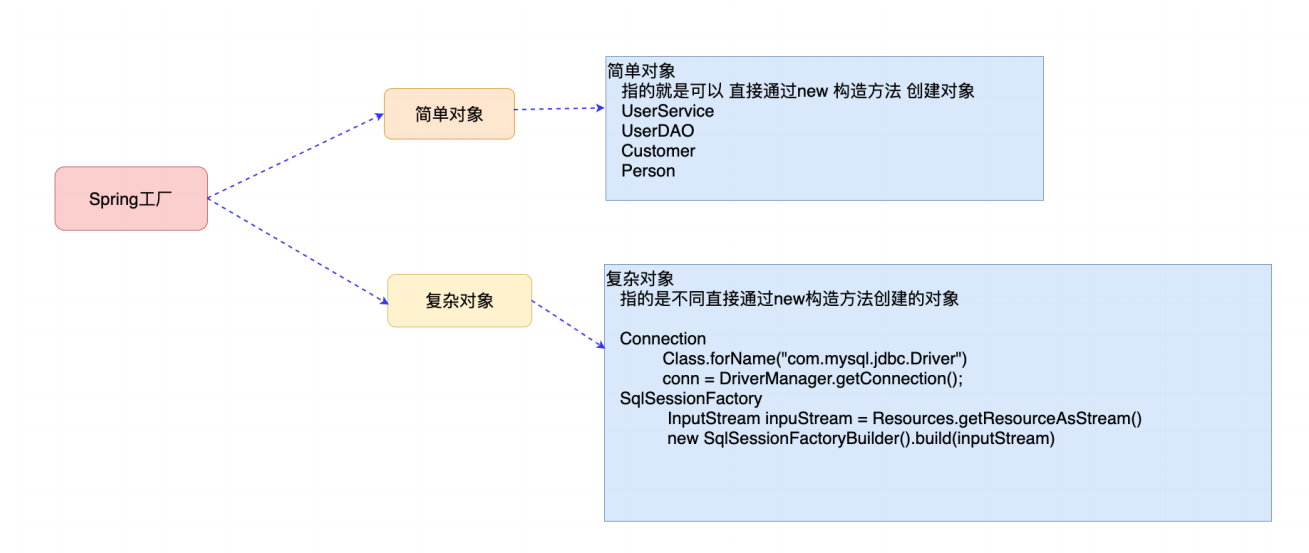 Spring工厂
简单对象
简单对象
指的就是可以 直接通过new 构造方法 创建对象
UserService
UserDAO
Customer
Person
复杂对象
复杂对象
指的是不同直接通过new构造方法创建的对象
Connection
Class.forName("com.mysql.jdbc.Driver")
conn = DriverManager.getConnection();
SqlSessionFactory
InputStream inpuStream = Resources.getResourceAsStream()
new SqlSessionFactoryBuilder().build(inputStream)